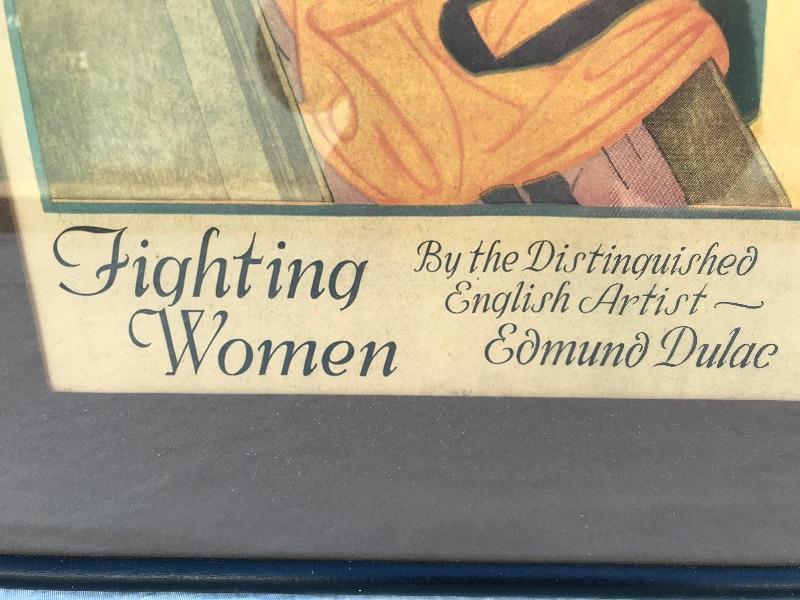 Fighting
Women
By the Distinguished
English Artist —
Edmund Dulac